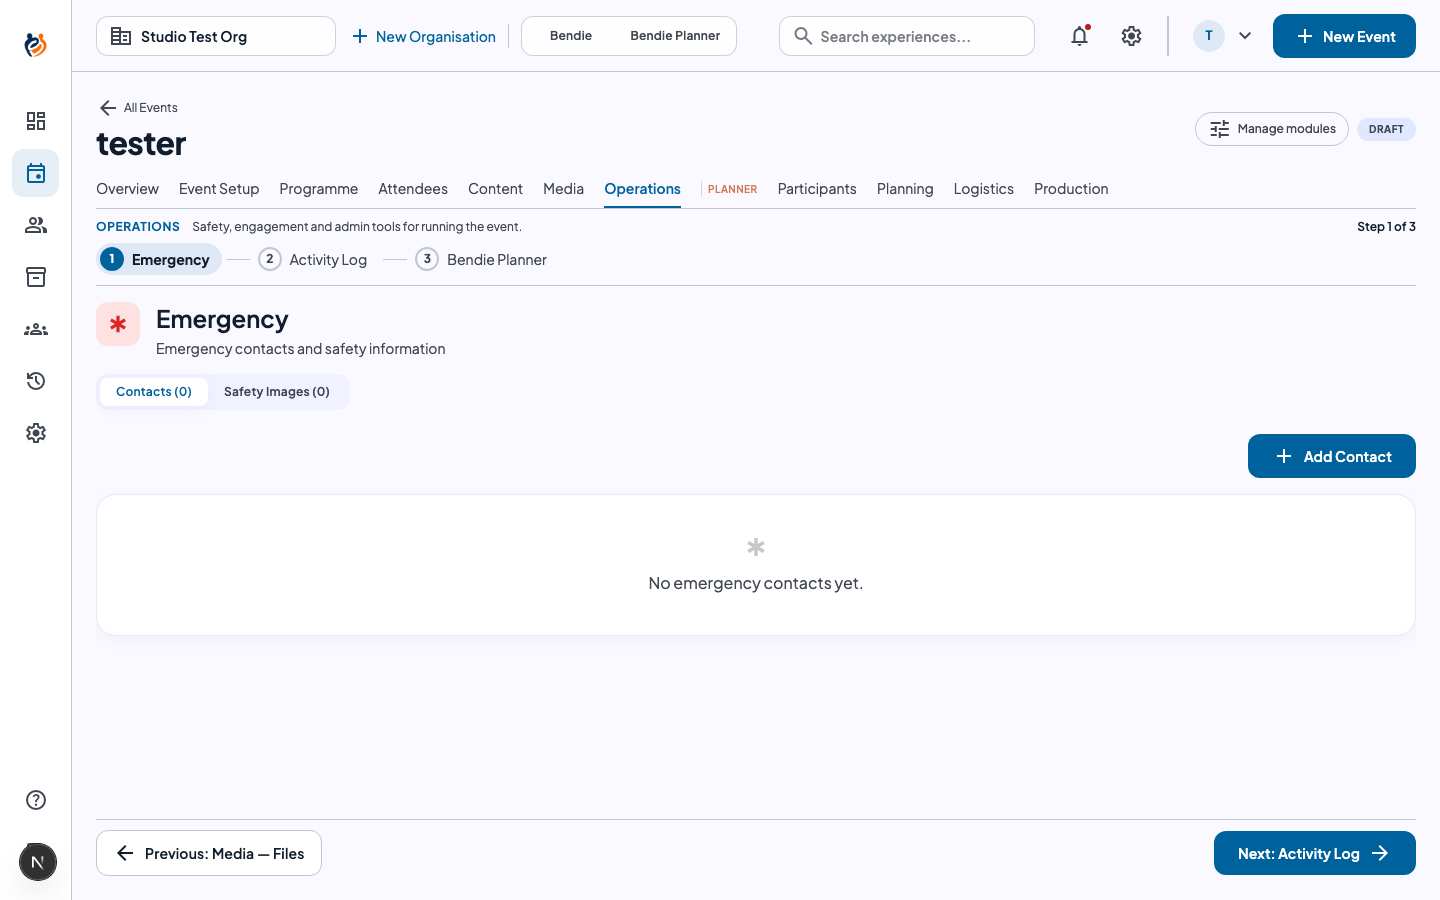 Studio Test Org
New Organisation
Bendie
Bendie Planner
Search experiences...
T
New Event
All Events
tester
Manage modules
DRAFT
Overview
Event Setup
Programme
Attendees
Content
Media
Operations
PLANNER
Participants
Planning
Logistics
Production
OPERATIONS
Safety, engagement and admin tools for running the event.
Step 1 of 3
1
Emergency
2
Activity Log
3
Bendie Planner
Emergency
Emergency contacts and safety information
Contacts (0)
Safety Images (0)
Add Contact
No emergency contacts yet.
N
Previous: Media — Files
Next: Activity Log